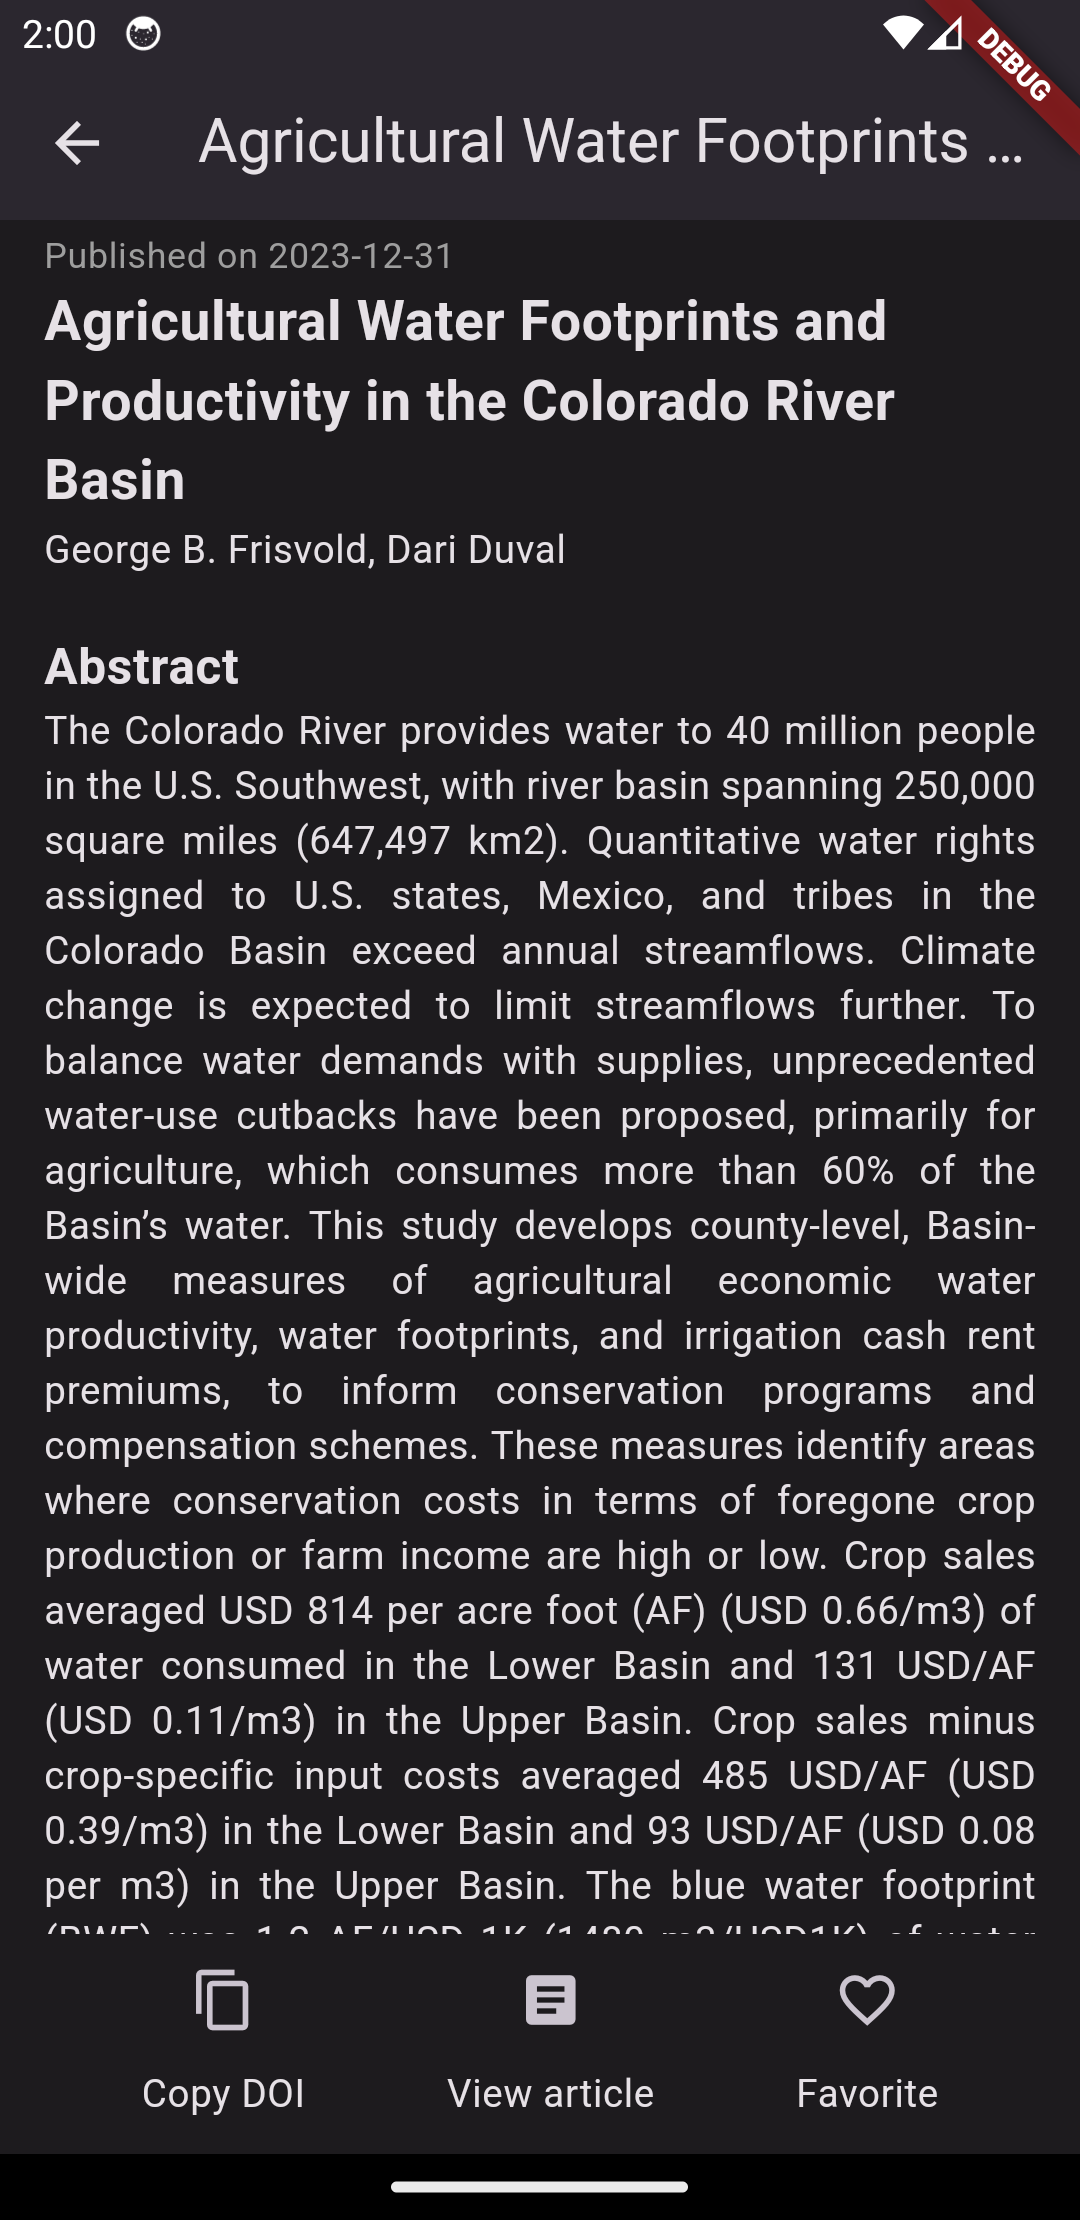 2:00
DEBUG
Agricultural Water Footprints ...
Published on 2023-12-31
Agricultural Water Footprints and
Productivity in the Colorado River
Basin
George B. Frisvold, Dari Duval
Abstract
The Colorado River provides water to 40 million people
in the U.S. Southwest, with river basin spanning 250,000
square miles (647,497 km2). Quantitative water rights
assigned to U.S. states, Mexico, and tribes in the
Colorado Basin exceed annual streamflows. Climate
change is expected to limit streamflows further. To
balance water demands with supplies, unprecedented
water-use cutbacks have been proposed, primarily for
agriculture, which consumes more than 60% of the
Basin’s water. This study develops county-level, Basin-
wide measures of agricultural economic water
productivity, water footprints, and irrigation cash rent
premiums, to inform conservation programs and
compensation schemes. These measures identify areas
where conservation costs in terms of foregone crop
production or farm income are high or low. Crop sales
averaged USD 814 per acre foot (AF) (USD 0.66/m3) of
water consumed in the Lower Basin and 131 USD/AF
(USD 0.11/m3) in the Upper Basin. Crop sales minus
crop-specific input costs averaged 485 USD/AF (USD
0.39/m3) in the Lower Basin and 93 USD/AF (USD 0.08
per m3) in the Upper Basin. The blue water footprint
Copy DOI
View article
Favorite